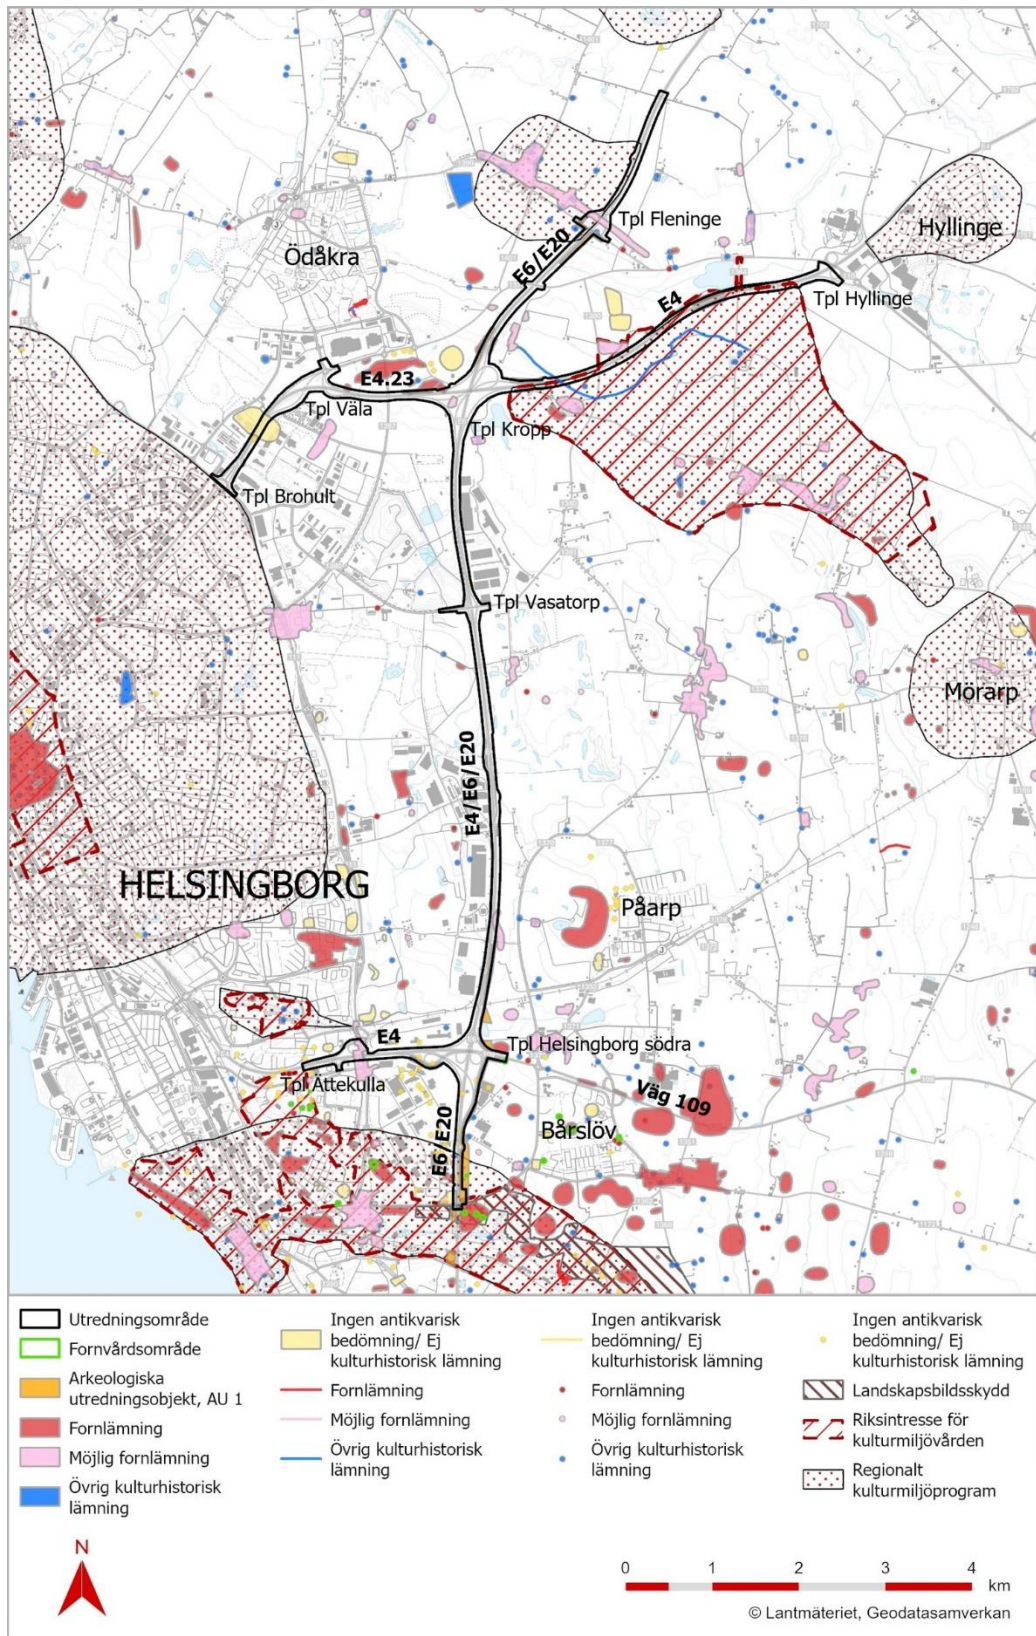 Hyllinge
Tpl Fleninge
Ödåkra
E6/E20
E4
Tpl Hyllinge
E4.23
Tpl Väla
Tpl Kropp
Tpl Brohult
Tpl Vasatorp
Mörarp
E4/E6/E20
HELSINGBORG
Påarp
E4
Tpl Helsingborg södra
Tpl Ättekulla
Väg 109
Bårslöv
E6/E20
Utredningsområde
Fornvårdsområde
Arkeologiska
utredningsobjekt, AU 1
Fornlämning
Möjlig fornlämning
Övrig kulturhistorisk
lämning
Ingen antikvarisk
bedömning/ Ej
kulturhistorisk lämning
Fornlämning
Möjlig fornlämning
Övrig kulturhistorisk
lämning
Ingen antikvarisk
bedömning/ Ej
kulturhistorisk lämning
Fornlämning
Möjlig fornlämning
Övrig kulturhistorisk
lämning
Ingen antikvarisk
bedömning/ Ej
kulturhistorisk lämning
Landskapsbildsskydd
Riksintresse för
kulturmiljövården
Regionalt
kulturmiljöprogram
N
0 1 2 3 4
km
© Lantmäteriet, Geodatasamverkan